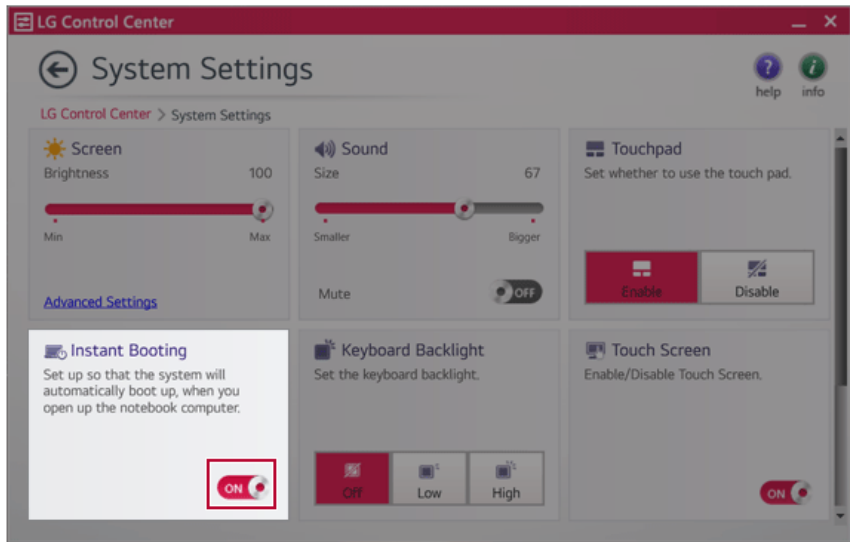 LG Control Center
System Settings
help
info
LG Control Center > System Settings
Screen
Brightness 100
Min Max
Advanced Settings
Sound
Size 67
Smaller Bigger
Mute OFF
Touchpad
Set whether to use the touch pad.
Enable Disable
Instant Booting
Set up so that the system will
automatically boot up, when you
open up the notebook computer.
ON
Keyboard Backlight
Set the keyboard backlight.
Off Low High
Touch Screen
Enable/Disable Touch Screen.
ON